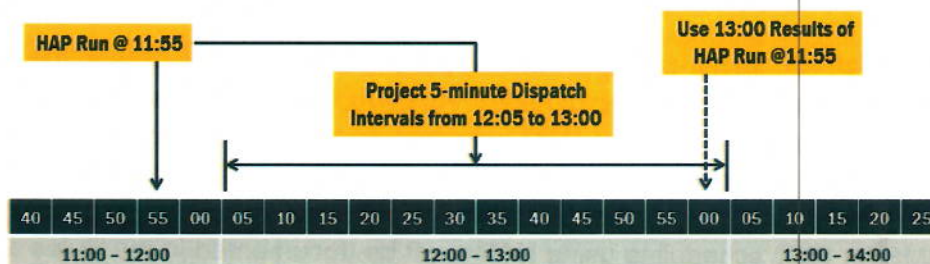 HAP Run @ 11:55
Use 13:00 Results of
HAP Run @11:55
Project 5-minute Dispatch
Intervals from 12:05 to 13:00
40 45 50 55 00 05 10 15 20 25 30 35 40 45 50 55 00 05 10 15 20 25
11:00 – 12:00 12:00 – 13:00 13:00 – 14:00